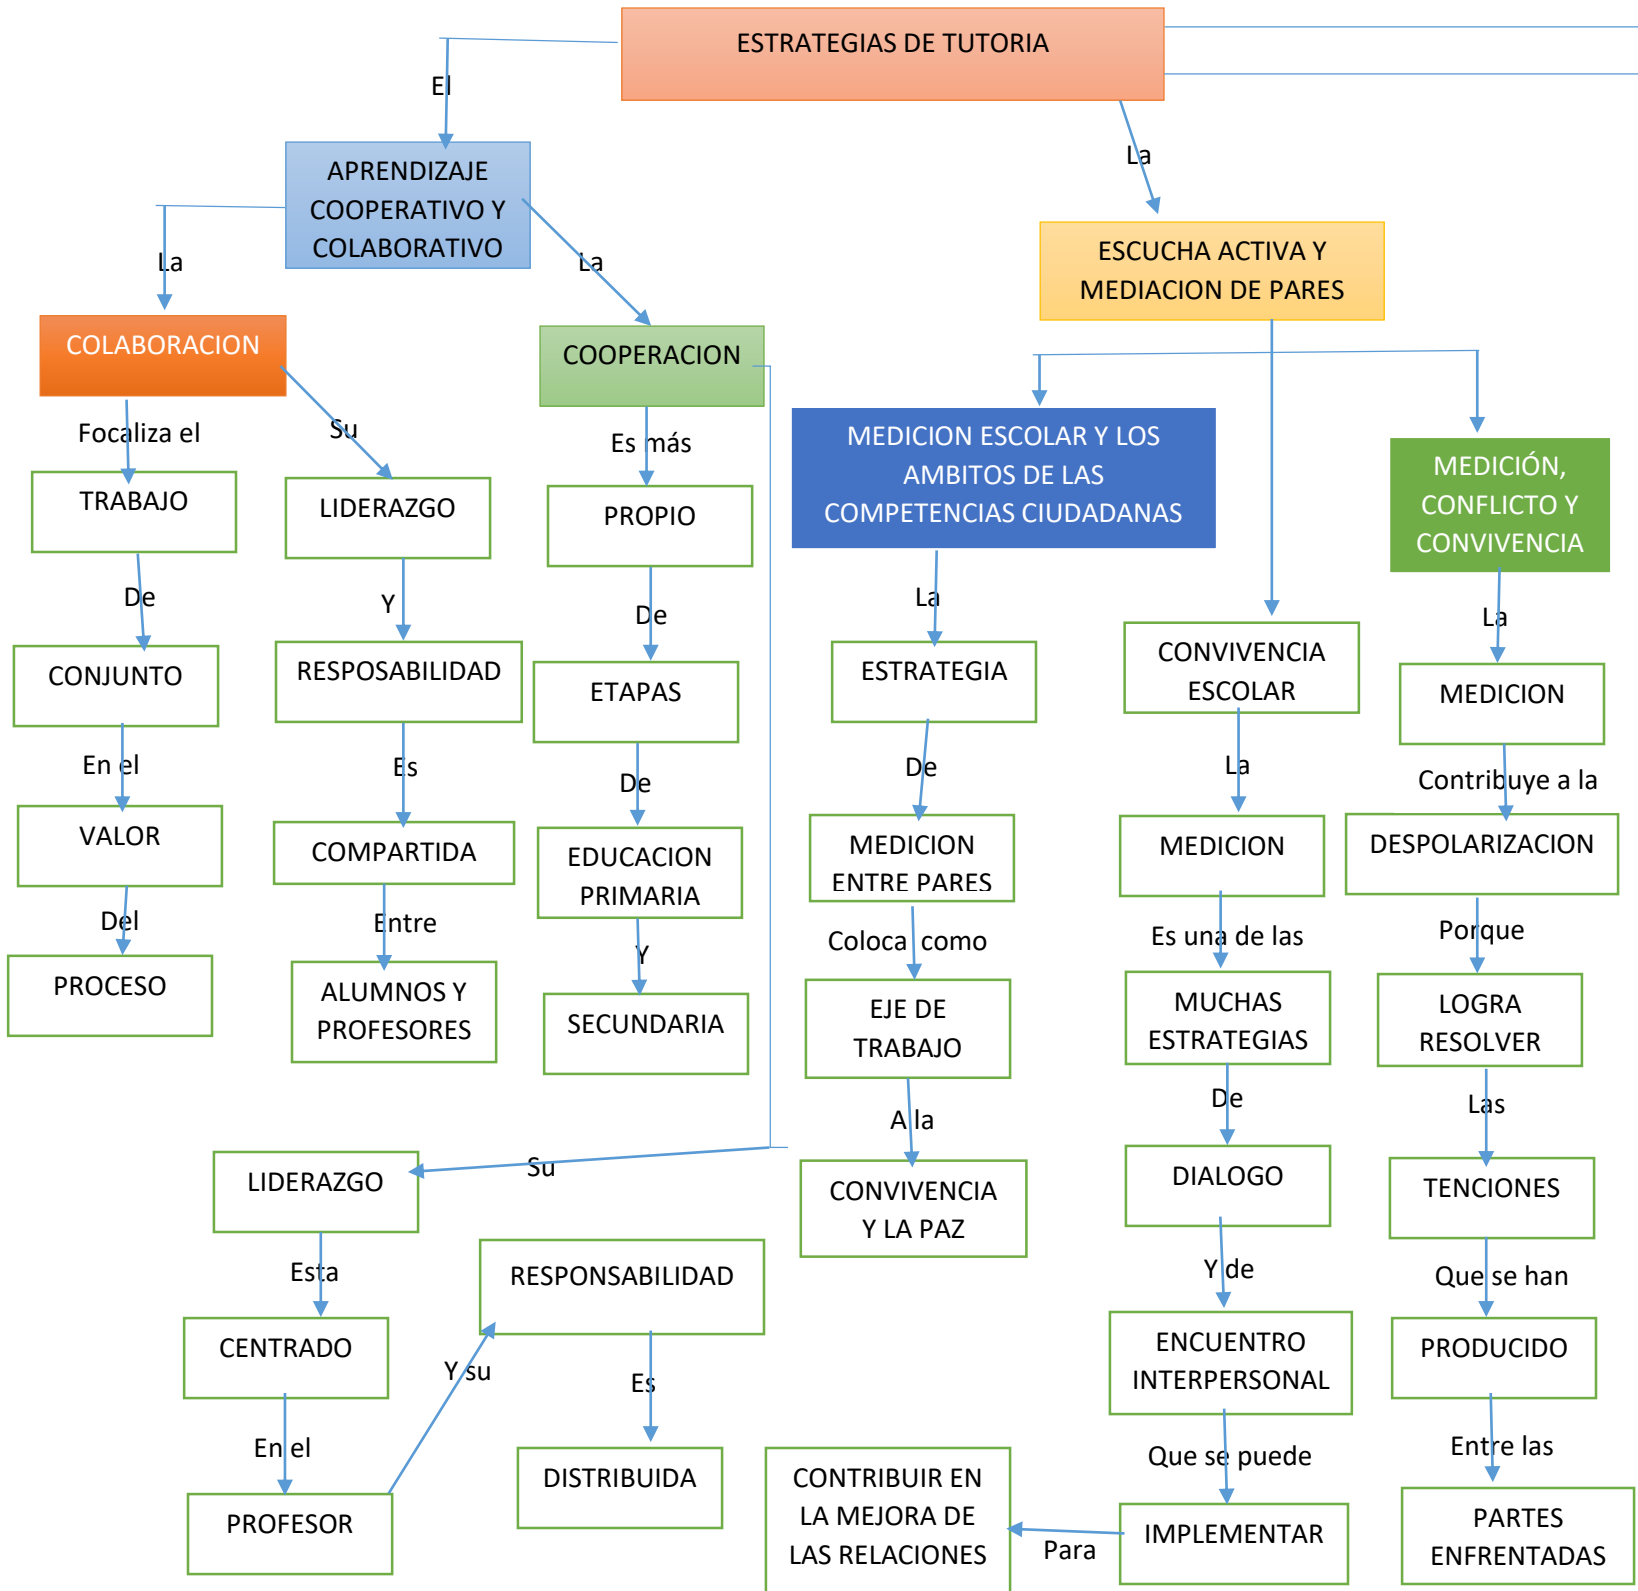 ESTRATEGIAS DE TUTORIA
El
La
APRENDIZAJE
COOPERATIVO Y
COLABORATIVO
La
La
ESCUCHA ACTIVA Y
MEDIACION DE PARES
COLABORACION
COOPERACION
Focaliza el
Su
Es más
MEDICION ESCOLAR Y LOS
AMBITOS DE LAS
COMPETENCIAS CIUDADANAS
MEDICIÓN,
CONFLICTO Y
CONVIVENCIA
TRABAJO
LIDERAZGO
PROPIO
De
Y
De
La
La
CONJUNTO
RESPOSABILIDAD
ETAPAS
ESTRATEGIA
CONVIVENCIA
ESCOLAR
MEDICION
En el
Es
De
De
La
Contribuye a la
VALOR
COMPARTIDA
EDUCACION
PRIMARIA
MEDICION
ENTRE PARES
MEDICION
DESPOLARIZACION
Del
Entre
Y
Coloca como
Es una de las
Porque
PROCESO
ALUMNOS Y
PROFESORES
SECUNDARIA
EJE DE
TRABAJO
MUCHAS
ESTRATEGIAS
LOGRA
RESOLVER
A la
De
Las
LIDERAZGO
Su
CONVIVENCIA
Y LA PAZ
DIALOGO
TENCIONES
Esta
RESPONSABILIDAD
Y de
Que se han
CENTRADO
Y su
Es
ENCUENTRO
INTERPERSONAL
PRODUCIDO
En el
Que se puede
Entre las
PROFESOR
DISTRIBUIDA
CONTRIBUIR EN
LA MEJORA DE
LAS RELACIONES
Para
IMPLEMENTAR
PARTES
ENFRENTADAS